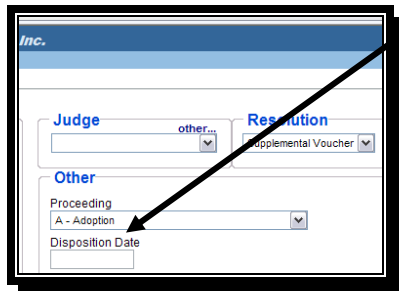 Inc.
Judge
other...
Resolution
Supplemental Voucher
Other
Proceeding
A - Adoption
Disposition Date